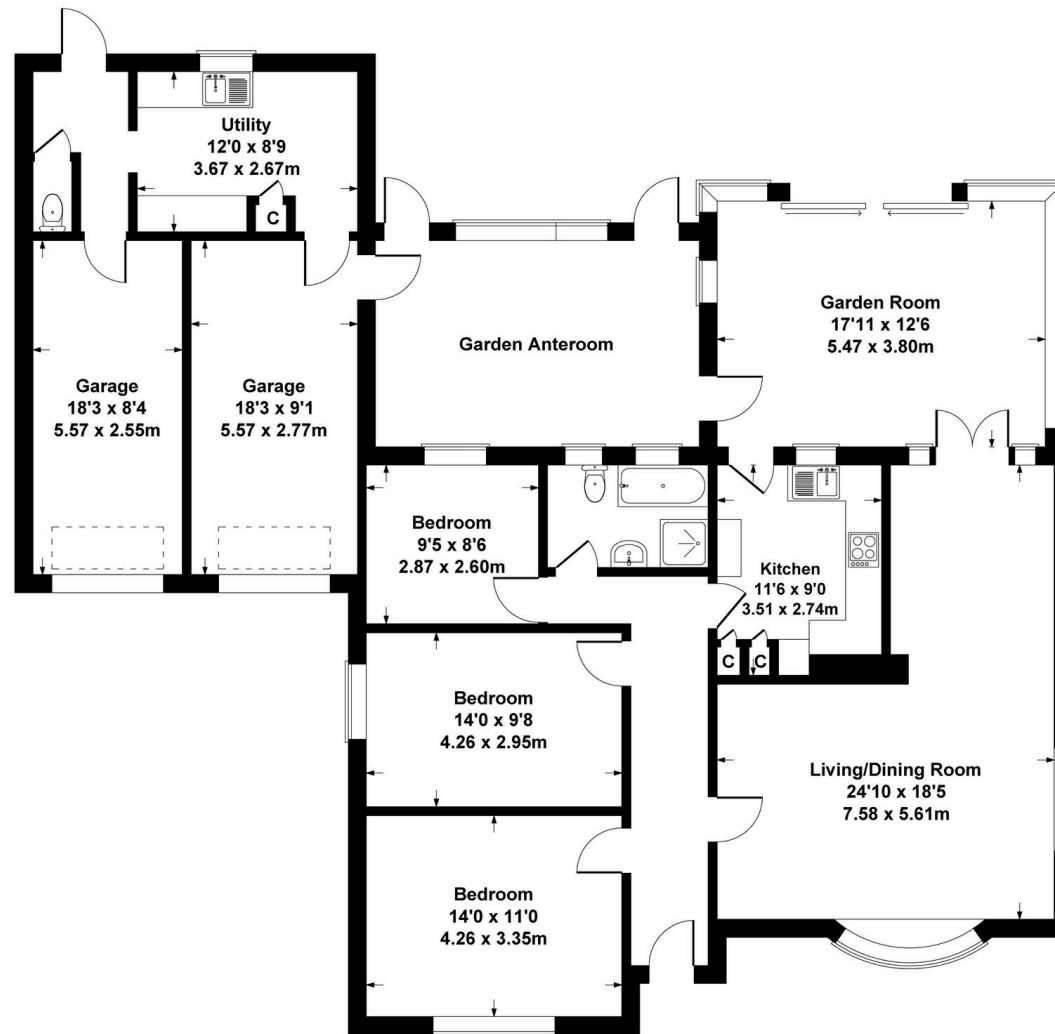 Utility
12'0 x 8'9
3.67 x 2.67m
C
Garden Anteroom
Garden Room
17'11 x 12'6
5.47 x 3.80m
Garage
18'3 x 8'4
5.57 x 2.55m
Garage
18'3 x 9'1
5.57 x 2.77m
Bedroom
9'5 x 8'6
2.87 x 2.60m
Kitchen
11'6 x 9'0
3.51 x 2.74m
C
C
Bedroom
14'0 x 9'8
4.26 x 2.95m
Living/Dining Room
24'10 x 18'5
7.58 x 5.61m
Bedroom
14'0 x 11'0
4.26 x 3.35m